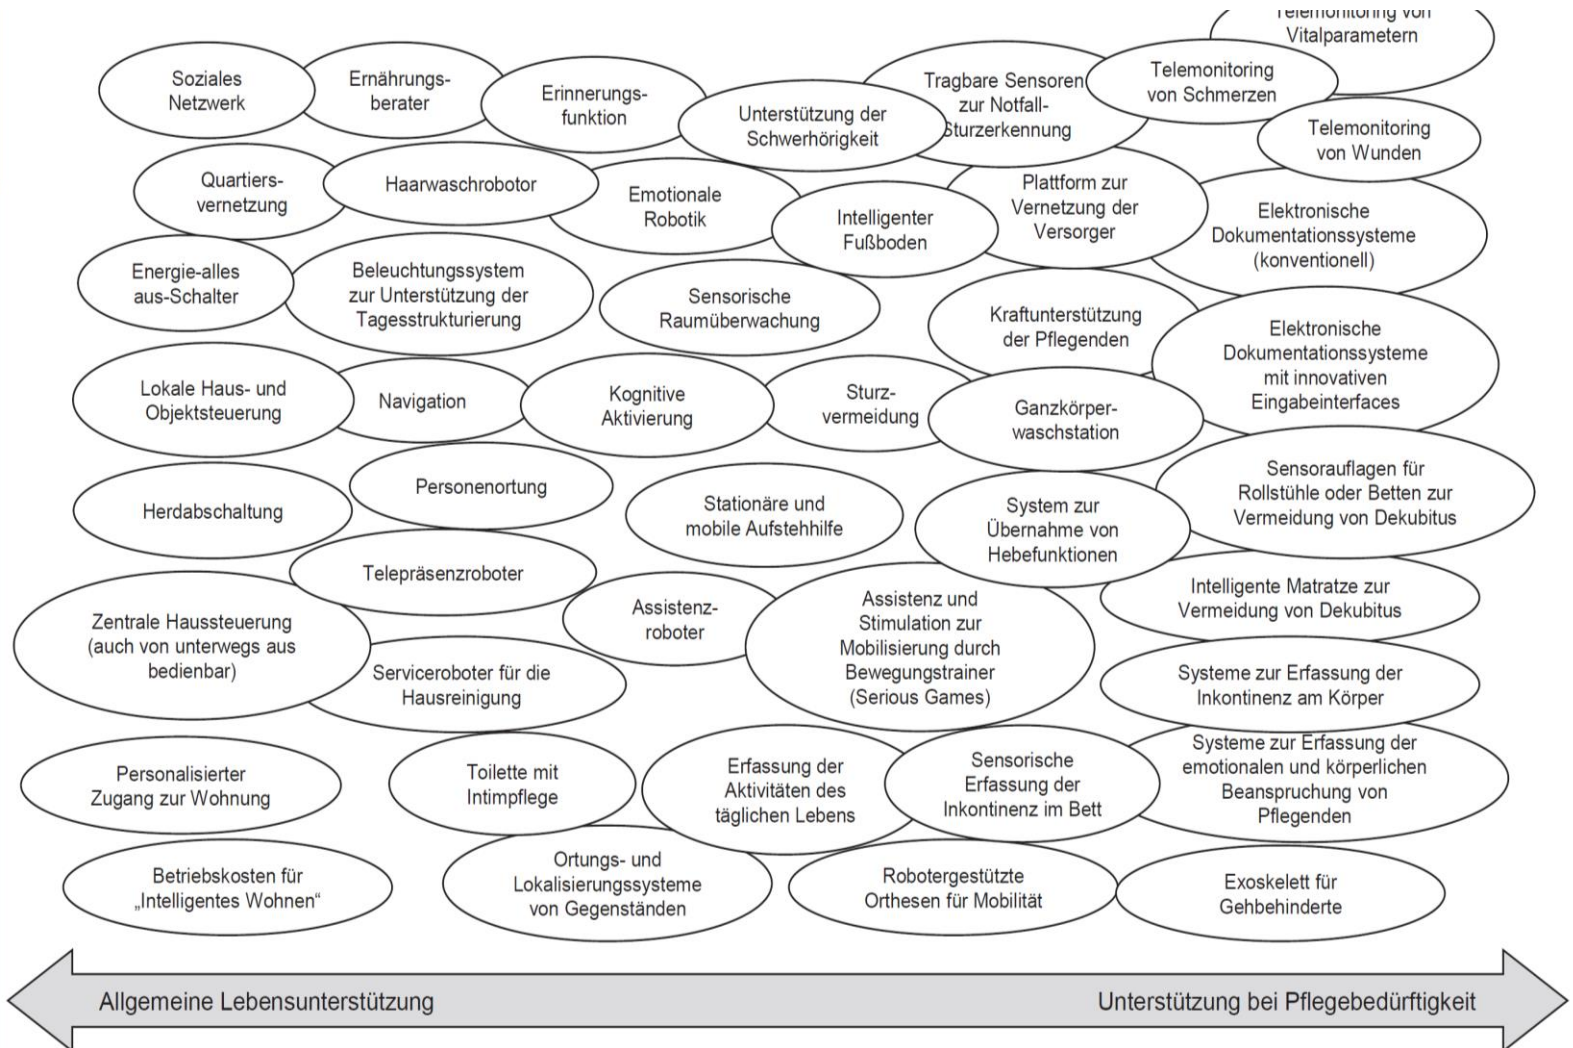 Telemonitoring von
Vitalparametern
Soziales
Netzwerk
Ernährungs-
berater
Erinnerungs-
funktion
Unterstützung der
Schwerhörigkeit
Tragbare Sensoren
zur Notfall-
Sturzerkennung
Telemonitoring
von Schmerzen
Telemonitoring
von Wunden
Quartiers-
vernetzung
Haarwaschrobotor
Emotionale
Robotik
Intelligenter
Fußboden
Plattform zur
Vernetzung der
Versorger
Elektronische
Dokumentationssysteme
(konventionell)
Energie-alles
aus-Schalter
Beleuchtungssystem
zur Unterstützung der
Tagesstrukturierung
Sensorische
Raumüberwachung
Kraftunterstützung
der Pflegenden
Elektronische
Dokumentationssysteme
mit innovativen
Eingabeinterfaces
Lokale Haus- und
Objektsteuerung
Navigation
Kognitive
Aktivierung
Sturz-
vermeidung
Ganzkörper-
waschstation
Herdabschaltung
Personenortung
Stationäre und
mobile Aufstehhilfe
System zur
Übernahme von
Hebefunktionen
Sensorauflagen für
Rollstühle oder Betten zur
Vermeidung von Dekubitus
Telepräsenzroboter
Zentrale Haussteuerung
(auch von unterwegs aus
bedienbar)
Assistenz-
roboter
Assistenz und
Stimulation zur
Mobilisierung durch
Bewegungstrainer
(Serious Games)
Intelligente Matratze zur
Vermeidung von Dekubitus
Serviceroboter für die
Hausreinigung
Systeme zur Erfassung der
Inkontinenz am Körper
Personalisierter
Zugang zur Wohnung
Toilette mit
Intimpflege
Erfassung der
Aktivitäten des
täglichen Lebens
Sensorische
Erfassung der
Inkontinenz im Bett
Systeme zur Erfassung der
emotionalen und körperlichen
Beanspruchung von
Pflegenden
Betriebskosten für
„Intelligentes Wohnen“
Ortungs- und
Lokalisierungssysteme
von Gegenständen
Robotergestützte
Orthesen für Mobilität
Exoskelett für
Gehbehinderte
Allgemeine Lebensunterstützung
Unterstützung bei Pflegebedürftigkeit